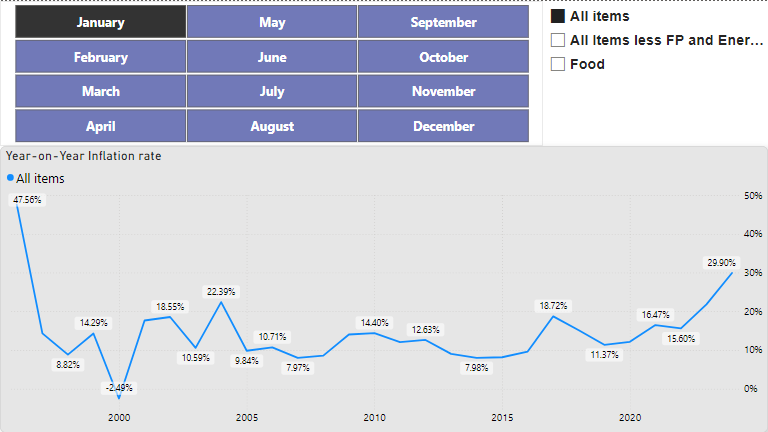 January
May
September
All items
February
June
October
All Items less FP and Ener...
March
July
November
Food
April
August
December
Year-on-Year Inflation rate
All items
47.56%
50%
40%
29.90%
30%
22.39%
18.55%
18.72%
20%
14.29%
14.40%
16.47%
12.63%
10.71%
10%
8.82%
10.59%
9.84%
7.97%
7.98%
11.37%
15.60%
-2.49%
0%
2000
2005
2010
2015
2020